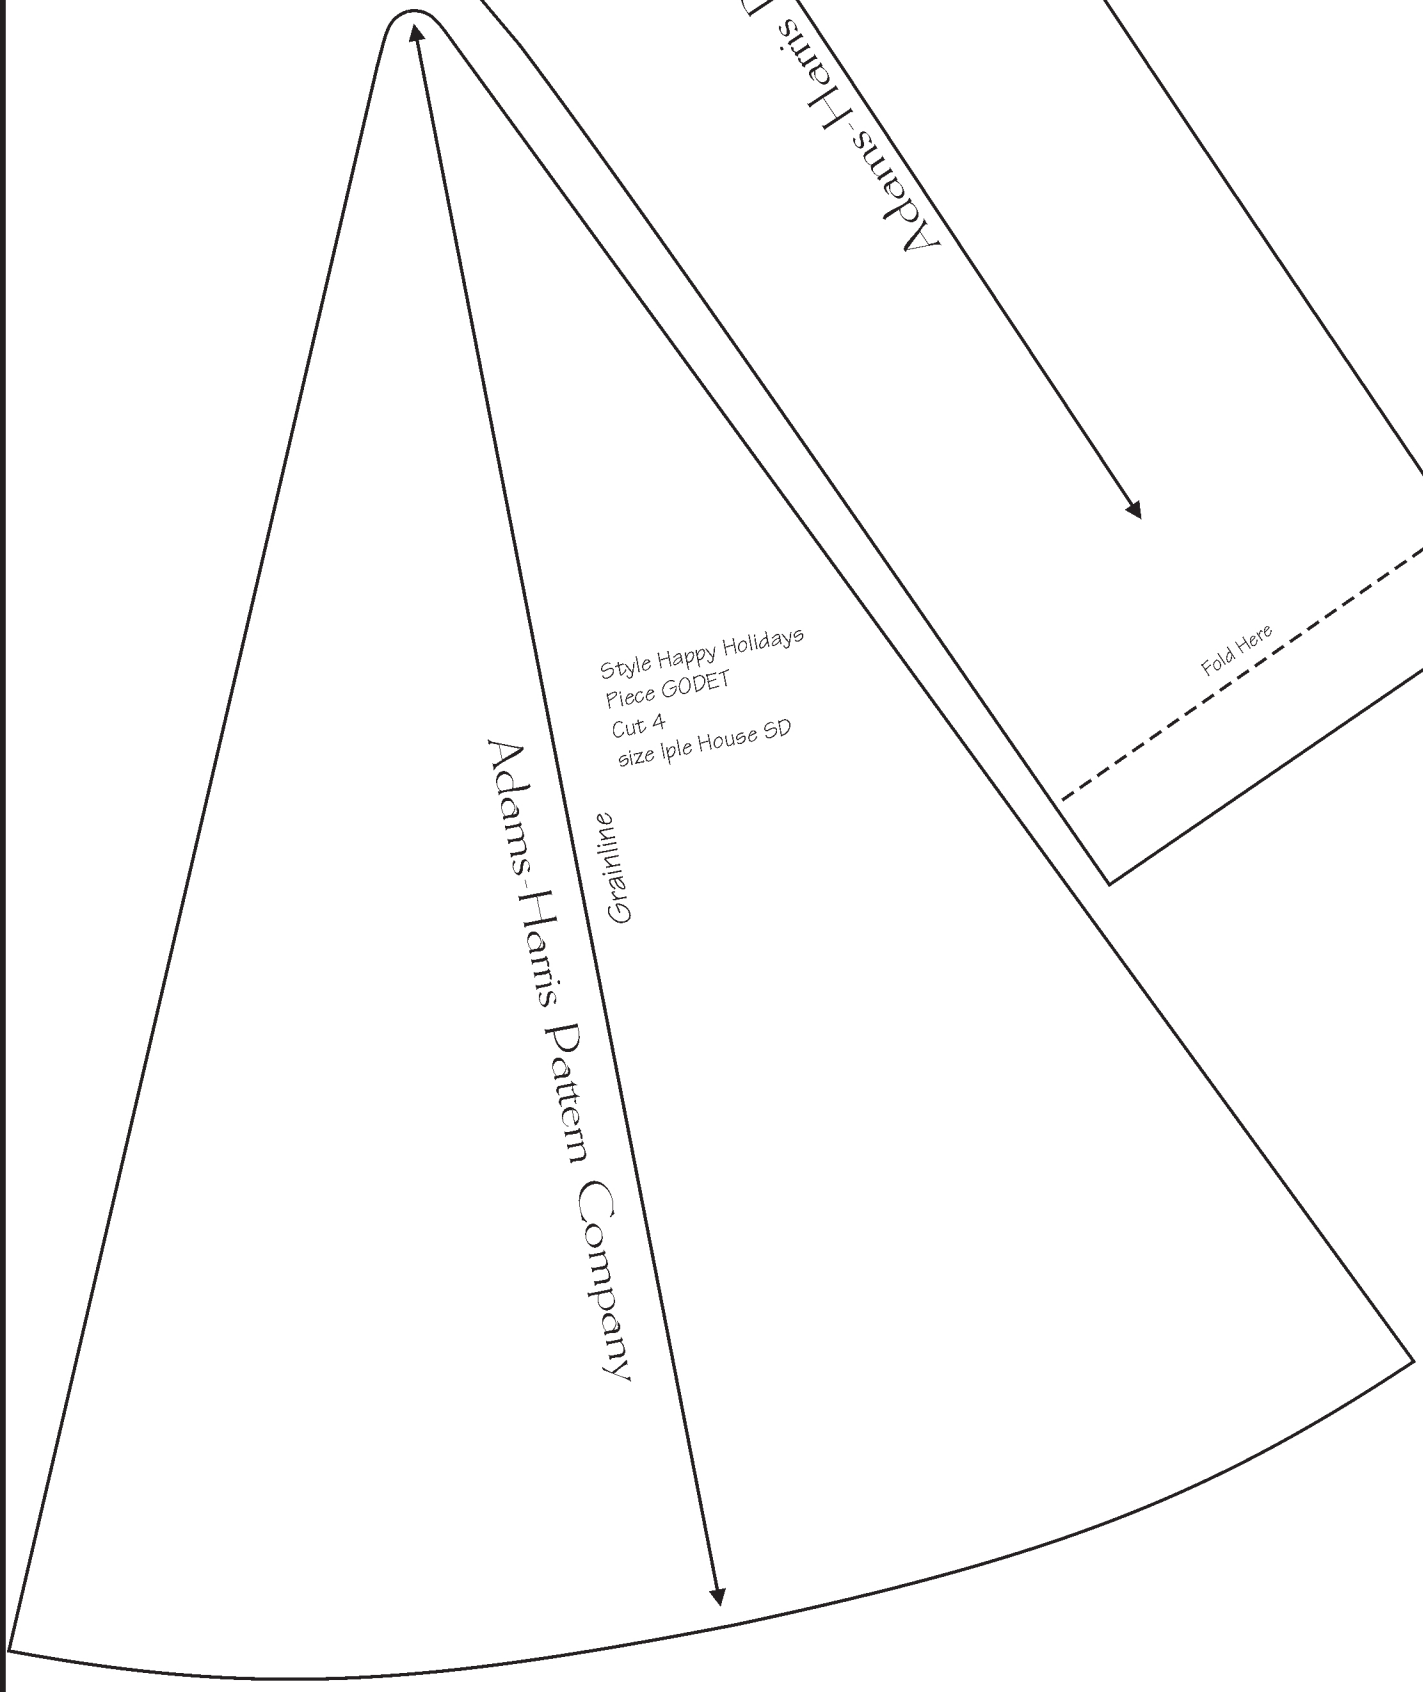 Adams-Harris
Fold Here
Style Happy Holidays
Piece GODET
Cut 4
size Iple House SD
Grainline
Adams-Harris Pattern Company